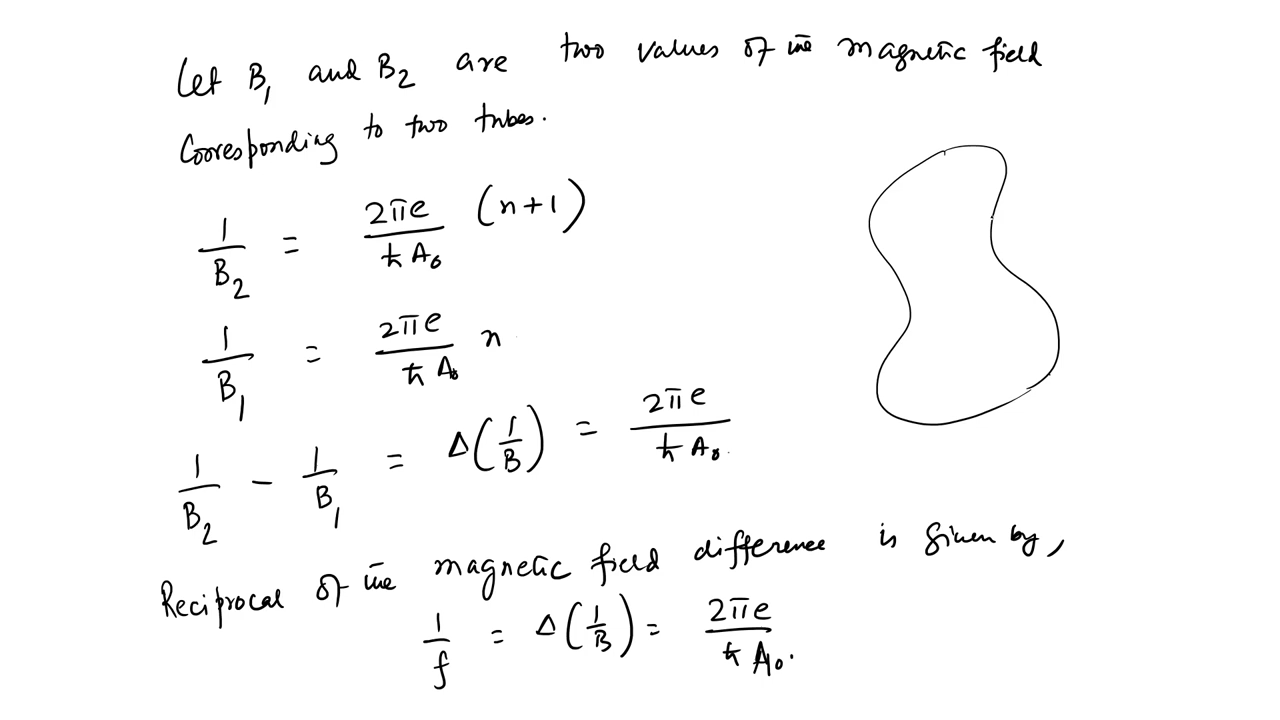 Let B₁ and B₂ are two values of the magnetic field
Corresponding to two tubes.
1/B₂ = 2πe/ħA₀ (n+1)
1/B₁ = 2πe/ħA₀ n
1/B₂ - 1/B₁ = Δ(1/B) = 2πe/ħA₀.
Reciprocal of the magnetic field difference is given by,
1/f = Δ(1/B) = 2πe/ħA₀.